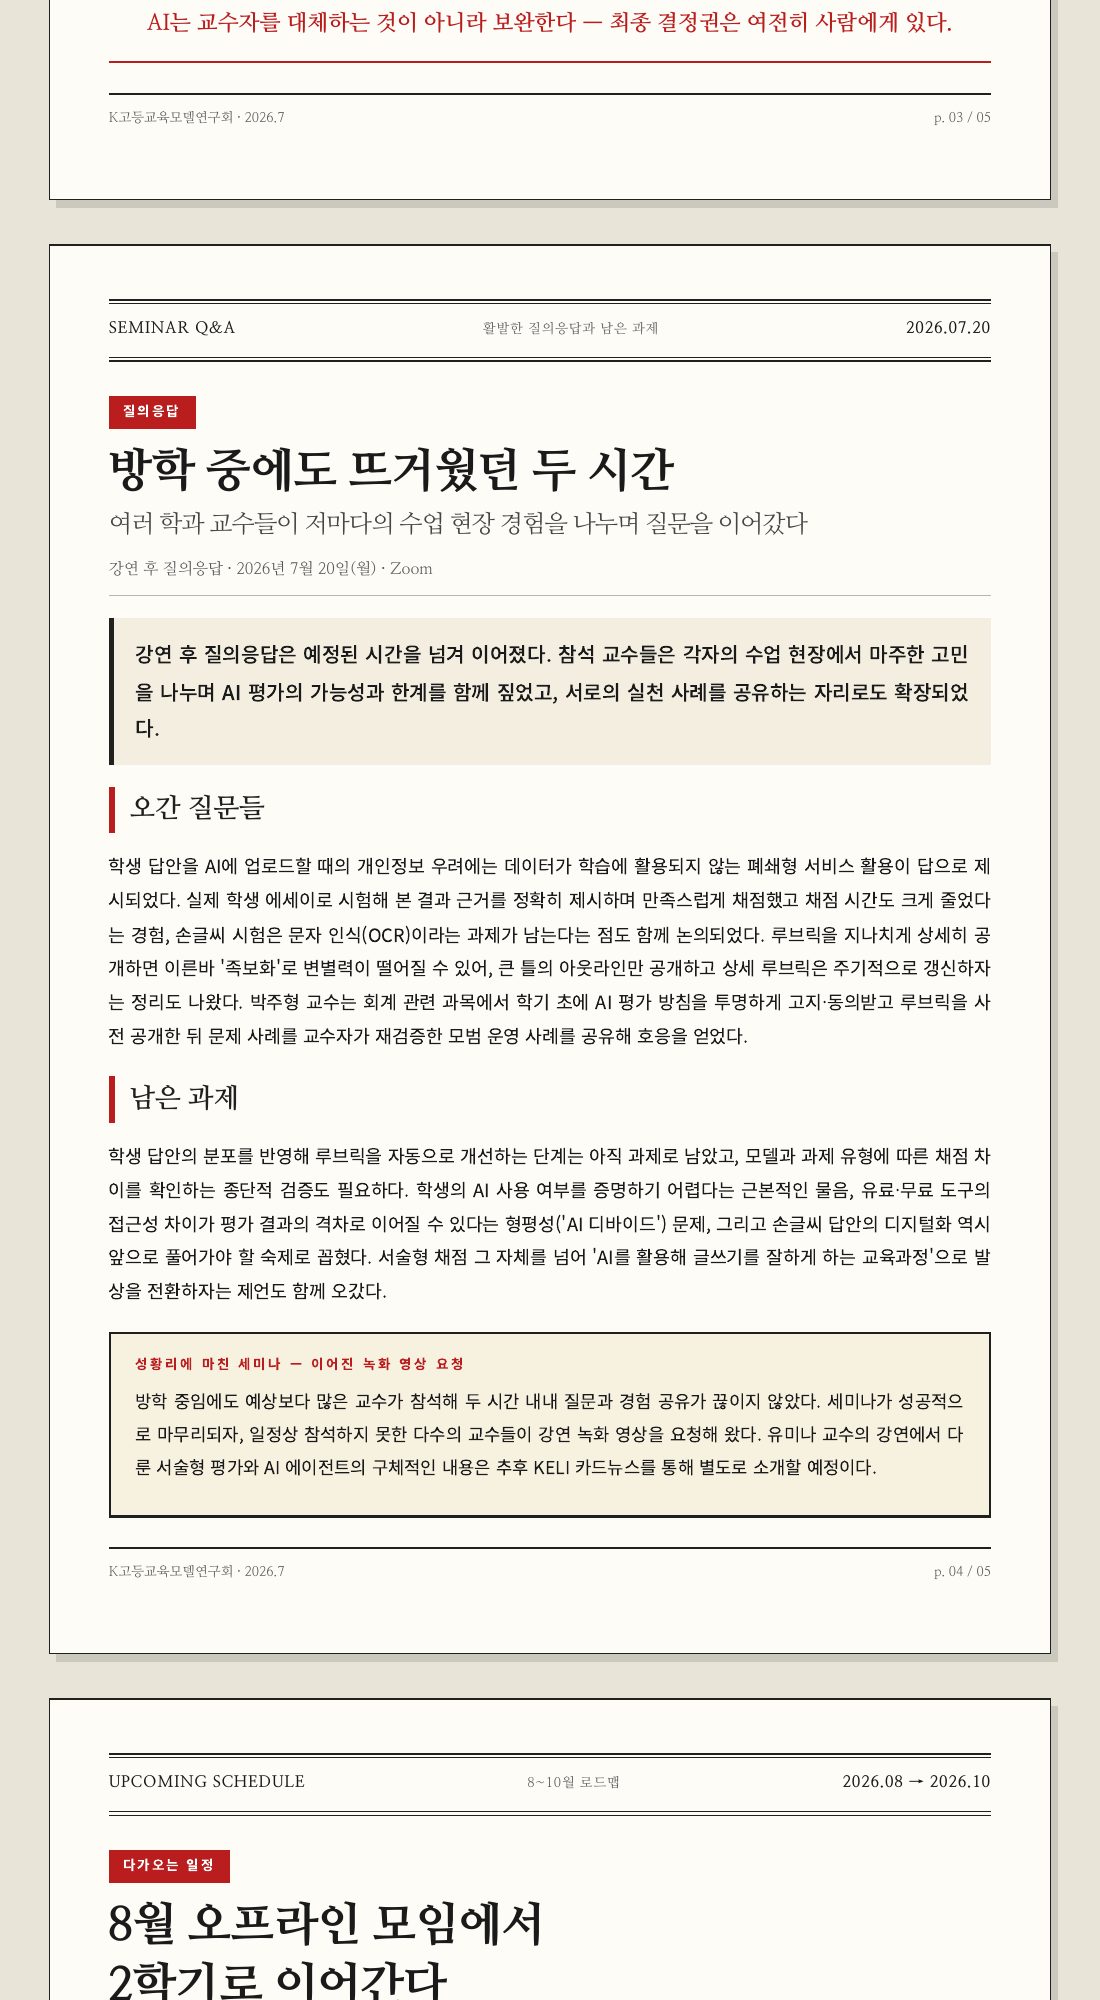 AI는 교수자를 대체하는 것이 아니라 보완한다 — 최종 결정권은 여전히 사람에게 있다.
K고등교육모델연구회 · 2026.7
p. 03 / 05
SEMINAR Q&A
활발한 질의응답과 남은 과제
2026.07.20
질의응답
방학 중에도 뜨거웠던 두 시간
여러 학과 교수들이 저마다의 수업 현장 경험을 나누며 질문을 이어갔다
강연 후 질의응답 · 2026년 7월 20일(월) · Zoom
강연 후 질의응답은 예정된 시간을 넘겨 이어졌다. 참석 교수들은 각자의 수업 현장에서 마주한 고민
을 나누며 AI 평가의 가능성과 한계를 함께 짚었고, 서로의 실천 사례를 공유하는 자리로도 확장되었
다.
오간 질문들
학생 답안을 AI에 업로드할 때의 개인정보 우려에는 데이터가 학습에 활용되지 않는 폐쇄형 서비스 활용이 답으로 제
시되었다. 실제 학생 에세이로 시험해 본 결과 근거를 정확히 제시하며 만족스럽게 채점했고 채점 시간도 크게 줄었다
는 경험, 손글씨 시험은 문자 인식(OCR)이라는 과제가 남는다는 점도 함께 논의되었다. 루브릭을 지나치게 상세히 공
개하면 이른바 '족보화'로 변별력이 떨어질 수 있어, 큰 틀의 아웃라인만 공개하고 상세 루브릭은 주기적으로 갱신하자
는 정리도 나왔다. 박주형 교수는 회계 관련 과목에서 학기 초에 AI 평가 방침을 투명하게 고지·동의받고 루브릭을 사
전 공개한 뒤 문제 사례를 교수자가 재검증한 모범 운영 사례를 공유해 호응을 얻었다.
남은 과제
학생 답안의 분포를 반영해 루브릭을 자동으로 개선하는 단계는 아직 과제로 남았고, 모델과 과제 유형에 따른 채점 차
이를 확인하는 종단적 검증도 필요하다. 학생의 AI 사용 여부를 증명하기 어렵다는 근본적인 물음, 유료·무료 도구의
접근성 차이가 평가 결과의 격차로 이어질 수 있다는 형평성('AI 디바이드') 문제, 그리고 손글씨 답안의 디지털화 역시
앞으로 풀어가야 할 숙제로 꼽혔다. 서술형 채점 그 자체를 넘어 'AI를 활용해 글쓰기를 잘하게 하는 교육과정'으로 발
상을 전환하자는 제언도 함께 오갔다.
성황리에 마친 세미나 — 이어진 녹화 영상 요청
방학 중임에도 예상보다 많은 교수가 참석해 두 시간 내내 질문과 경험 공유가 끊이지 않았다. 세미나가 성공적으
로 마무리되자, 일정상 참석하지 못한 다수의 교수들이 강연 녹화 영상을 요청해 왔다. 유미나 교수의 강연에서 다
룬 서술형 평가와 AI 에이전트의 구체적인 내용은 추후 KELI 카드뉴스를 통해 별도로 소개할 예정이다.
K고등교육모델연구회 · 2026.7
p. 04 / 05
UPCOMING SCHEDULE
8~10월 로드맵
2026.08 → 2026.10
다가오는 일정
8월 오프라인 모임에서
2학기로 이어간다